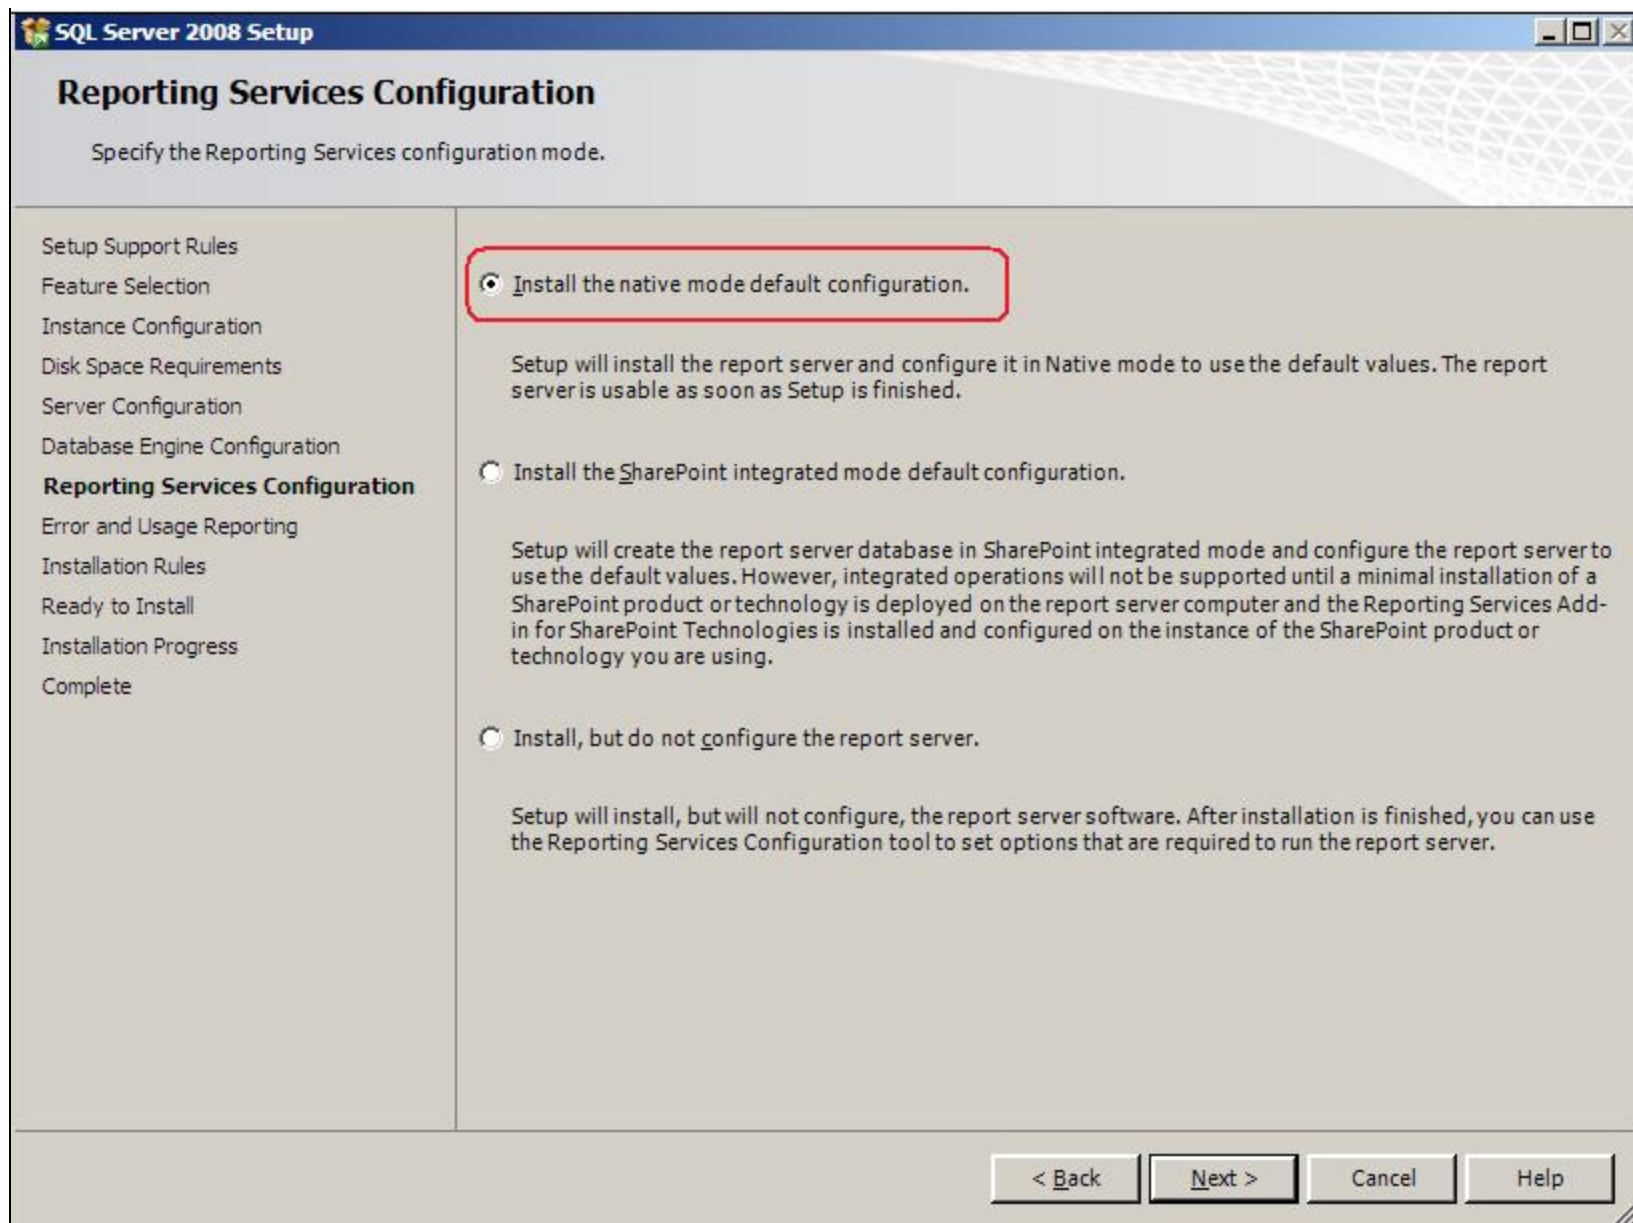 SQL Server 2008 Setup
Reporting Services Configuration
Specify the Reporting Services configuration mode.
Setup Support Rules
Feature Selection
Instance Configuration
Disk Space Requirements
Server Configuration
Database Engine Configuration
Reporting Services Configuration
Error and Usage Reporting
Installation Rules
Ready to Install
Installation Progress
Complete
Install the native mode default configuration.
Setup will install the report server and configure it in Native mode to use the default values. The report
server is usable as soon as Setup is finished.
Install the SharePoint integrated mode default configuration.
Setup will create the report server database in SharePoint integrated mode and configure the report server to
use the default values. However, integrated operations will not be supported until a minimal installation of a
SharePoint product or technology is deployed on the report server computer and the Reporting Services Add-
in for SharePoint Technologies is installed and configured on the instance of the SharePoint product or
technology you are using.
Install, but do not configure the report server.
Setup will install, but will not configure, the report server software. After installation is finished, you can use
the Reporting Services Configuration tool to set options that are required to run the report server.
< Back
Next >
Cancel
Help